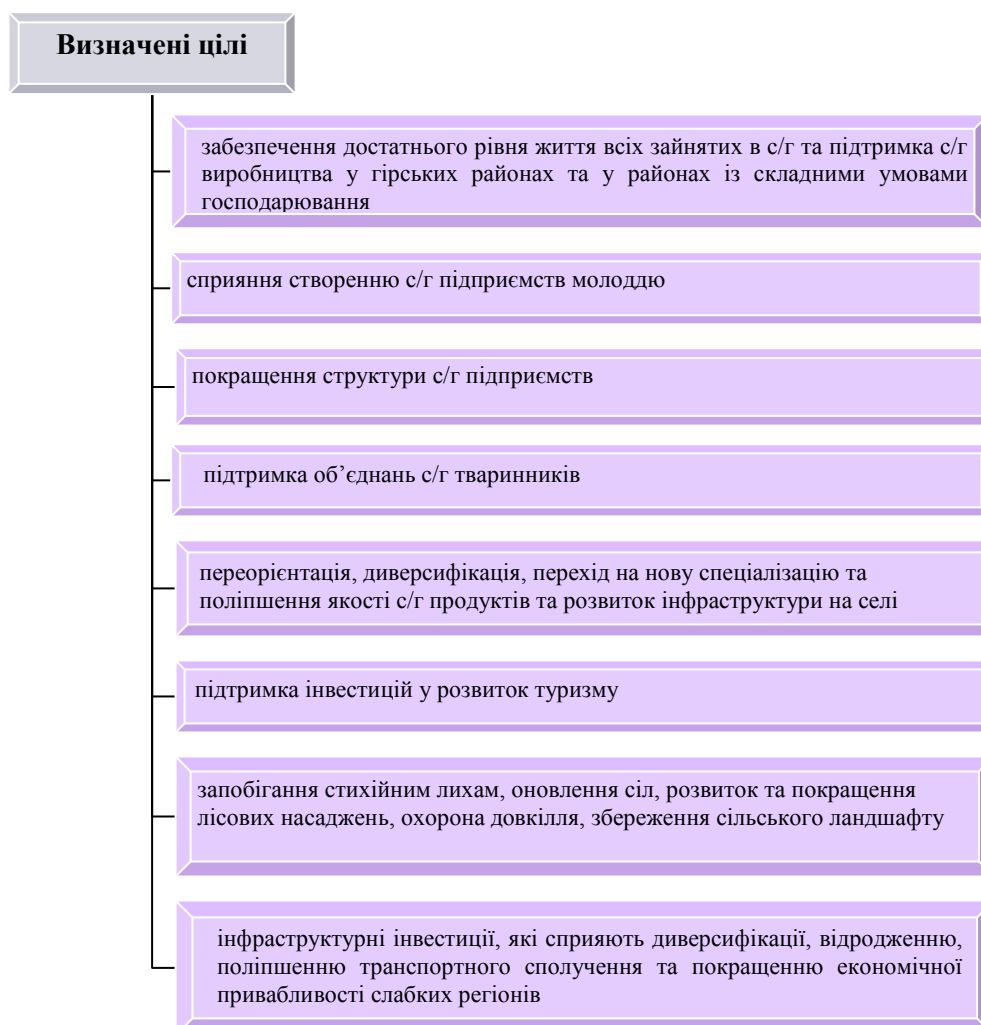 Визначені цілі
забезпечення достатнього рівня життя всіх зайнятих в с/г та підтримка с/г
виробництва у гірських районах та у районах із складними умовами
господарювання
сприяння створенню с/г підприємств молоддю
покращення структури с/г підприємств
підтримка об’єднань с/г тваринників
переорієнтація, диверсифікація, перехід на нову спеціалізацію та
поліпшення якості с/г продуктів та розвиток інфраструктури на селі
підтримка інвестицій у розвиток туризму
запобігання стихійним лихам, оновлення сіл, розвиток та покращення
лісових насаджень, охорона довкілля, збереження сільського ландшафту
інфраструктурні інвестиції, які сприяють диверсифікації, відродженню,
поліпшенню транспортного сполучення та покращенню економічної
привабливості слабких регіонів